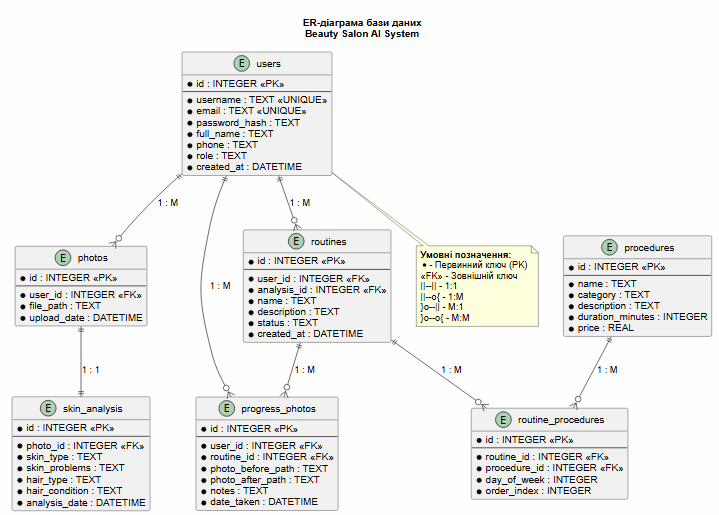 ER-діаграма бази даних
Beauty Salon AI System
E users
id : INTEGER «PK»
username : TEXT «UNIQUE»
email : TEXT «UNIQUE»
password_hash : TEXT
full_name : TEXT
phone : TEXT
role : TEXT
created_at : DATETIME
1 : M
1 : M
1 : M
E photos
id : INTEGER «PK»
user_id : INTEGER «FK»
file_path : TEXT
upload_date : DATETIME
E routines
id : INTEGER «PK»
user_id : INTEGER «FK»
analysis_id : INTEGER «FK»
name : TEXT
description : TEXT
status : TEXT
created_at : DATETIME
Умовні позначення:
• - Первинний ключ (PK)
«FK» - Зовнішній ключ
||--|| - 1:1
||--o{ - 1:M
}o--|| - M:1
}o--o{ - M:M
E procedures
id : INTEGER «PK»
name : TEXT
category : TEXT
description : TEXT
duration_minutes : INTEGER
price : REAL
1 : 1
1 : M
1 : M
1 : M
E skin_analysis
id : INTEGER «PK»
photo_id : INTEGER «FK»
skin_type : TEXT
skin_problems : TEXT
hair_type : TEXT
hair_condition : TEXT
analysis_date : DATETIME
E progress_photos
id : INTEGER «PK»
user_id : INTEGER «FK»
routine_id : INTEGER «FK»
photo_before_path : TEXT
photo_after_path : TEXT
notes : TEXT
date_taken : DATETIME
E routine_procedures
id : INTEGER «PK»
routine_id : INTEGER «FK»
procedure_id : INTEGER «FK»
day_of_week : INTEGER
order_index : INTEGER